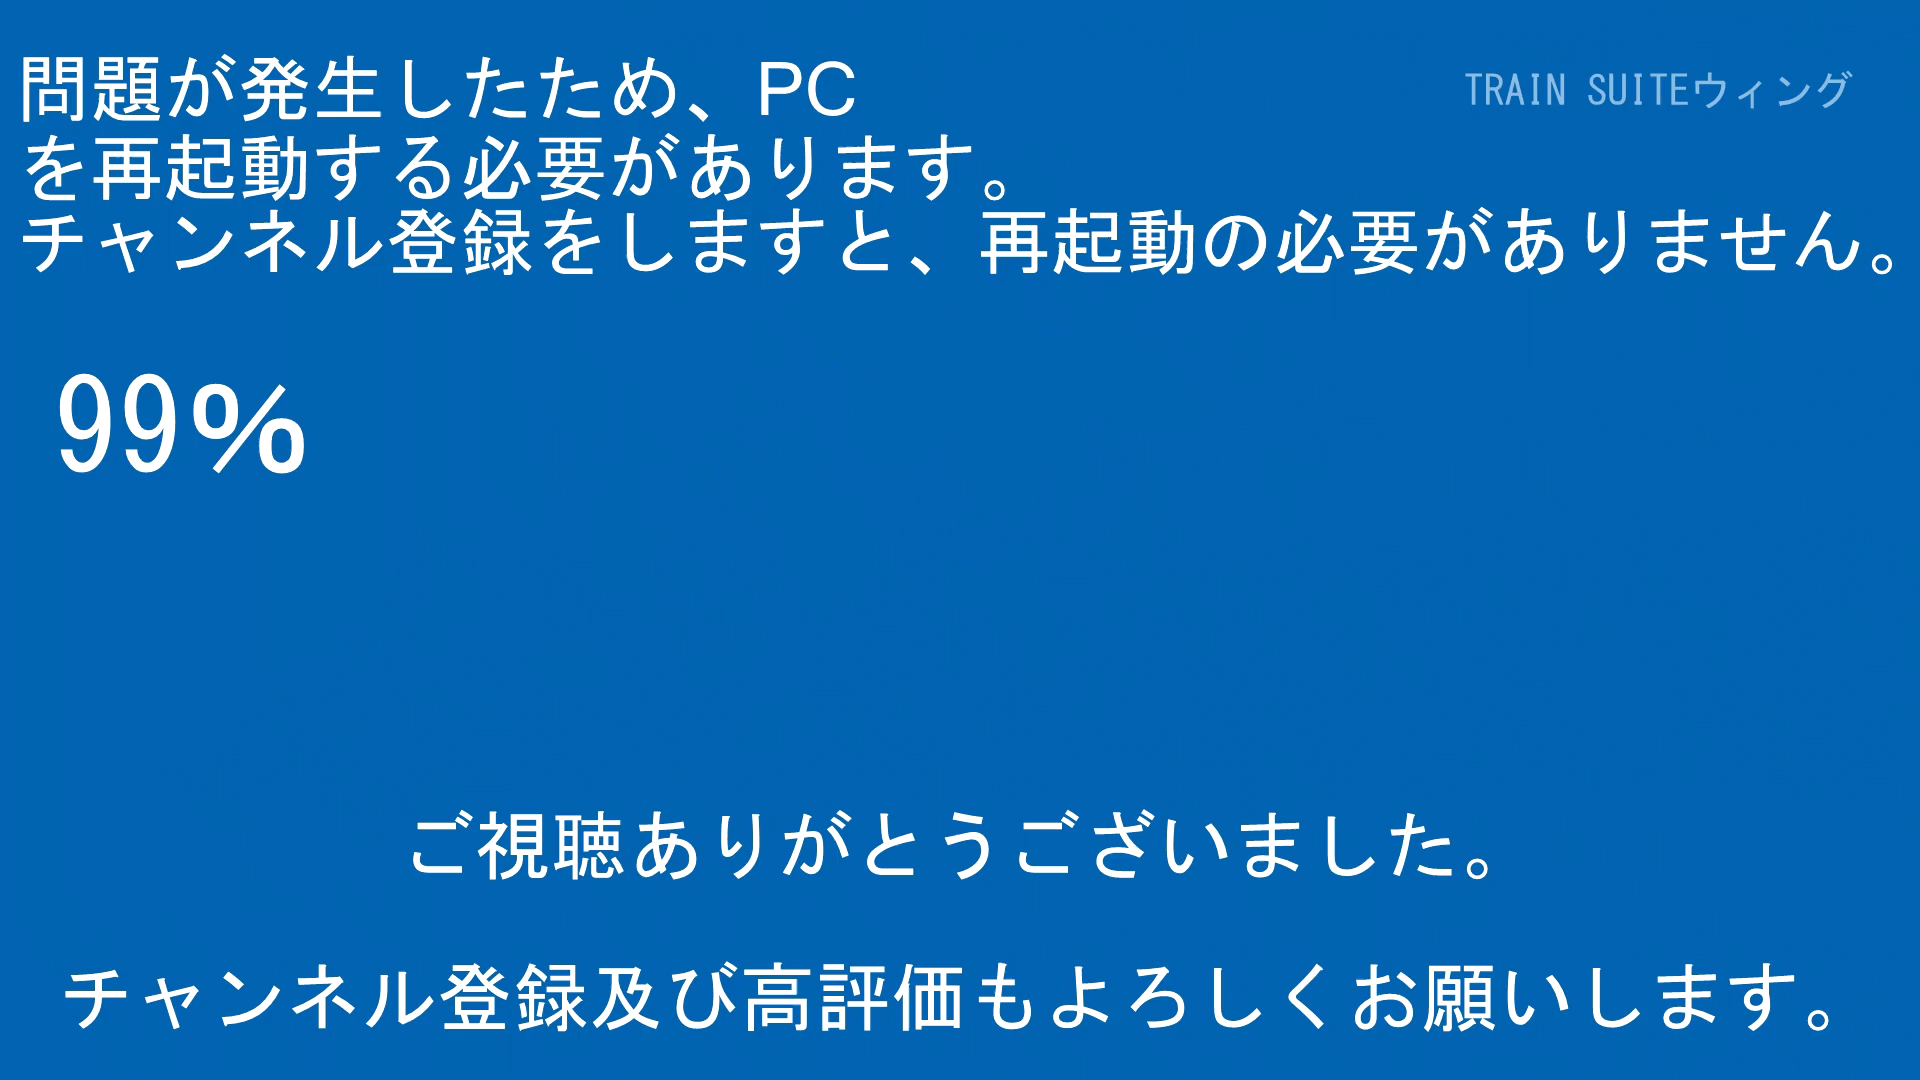 問題が発生したため、PC
TRAIN SUITEウィング
を再起動する必要があります。
チャンネル登録をしますと、再起動の必要がありません。
99%
ご視聴ありがとうございました。
チャンネル登録及び高評価もよろしくお願いします。